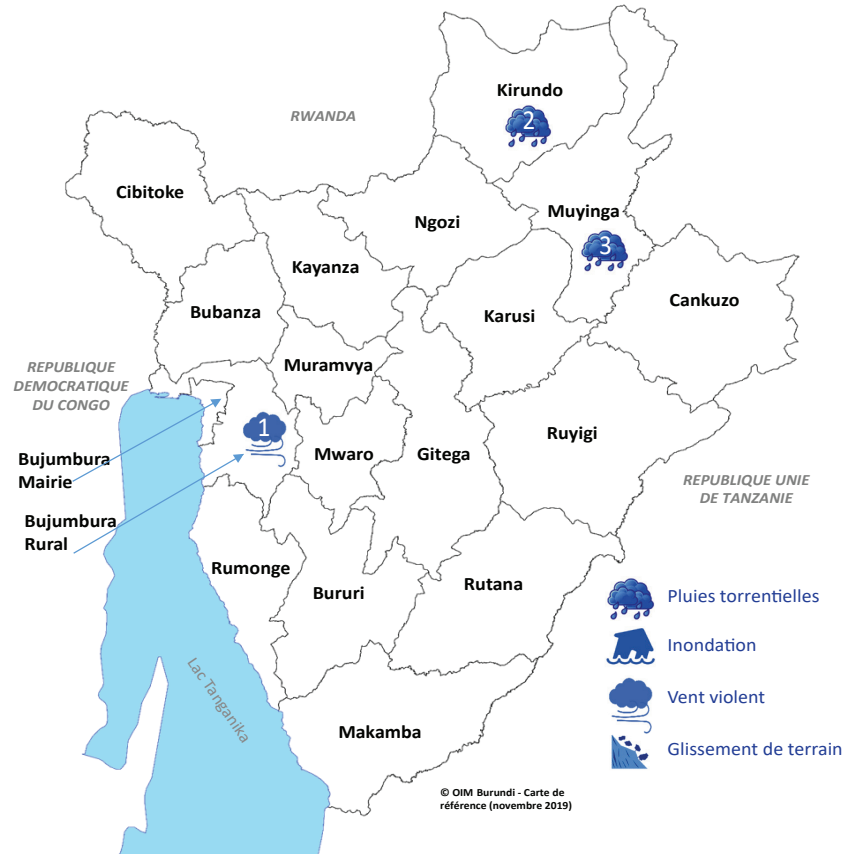 Kirundo
2
RWANDA
Cibitoke
Ngozi
Muyinga
3
Kayanza
Cankuzo
Bubanza
Karusi
REPUBLIQUE
DEMOCRATIQUE
DU CONGO
Muramvya
1
Ruyigi
Mwaro
Gitega
Bujumbura
Mairie
REPUBLIQUE UNIE
DE TANZANIE
Bujumbura
Rural
Rumonge
Bururi
Rutana
Pluies torrentielles
Inondation
Lac Tanganika
Vent violent
Makamba
Glissement de terrain
© OIM Burundi - Carte de
référence (novembre 2019)